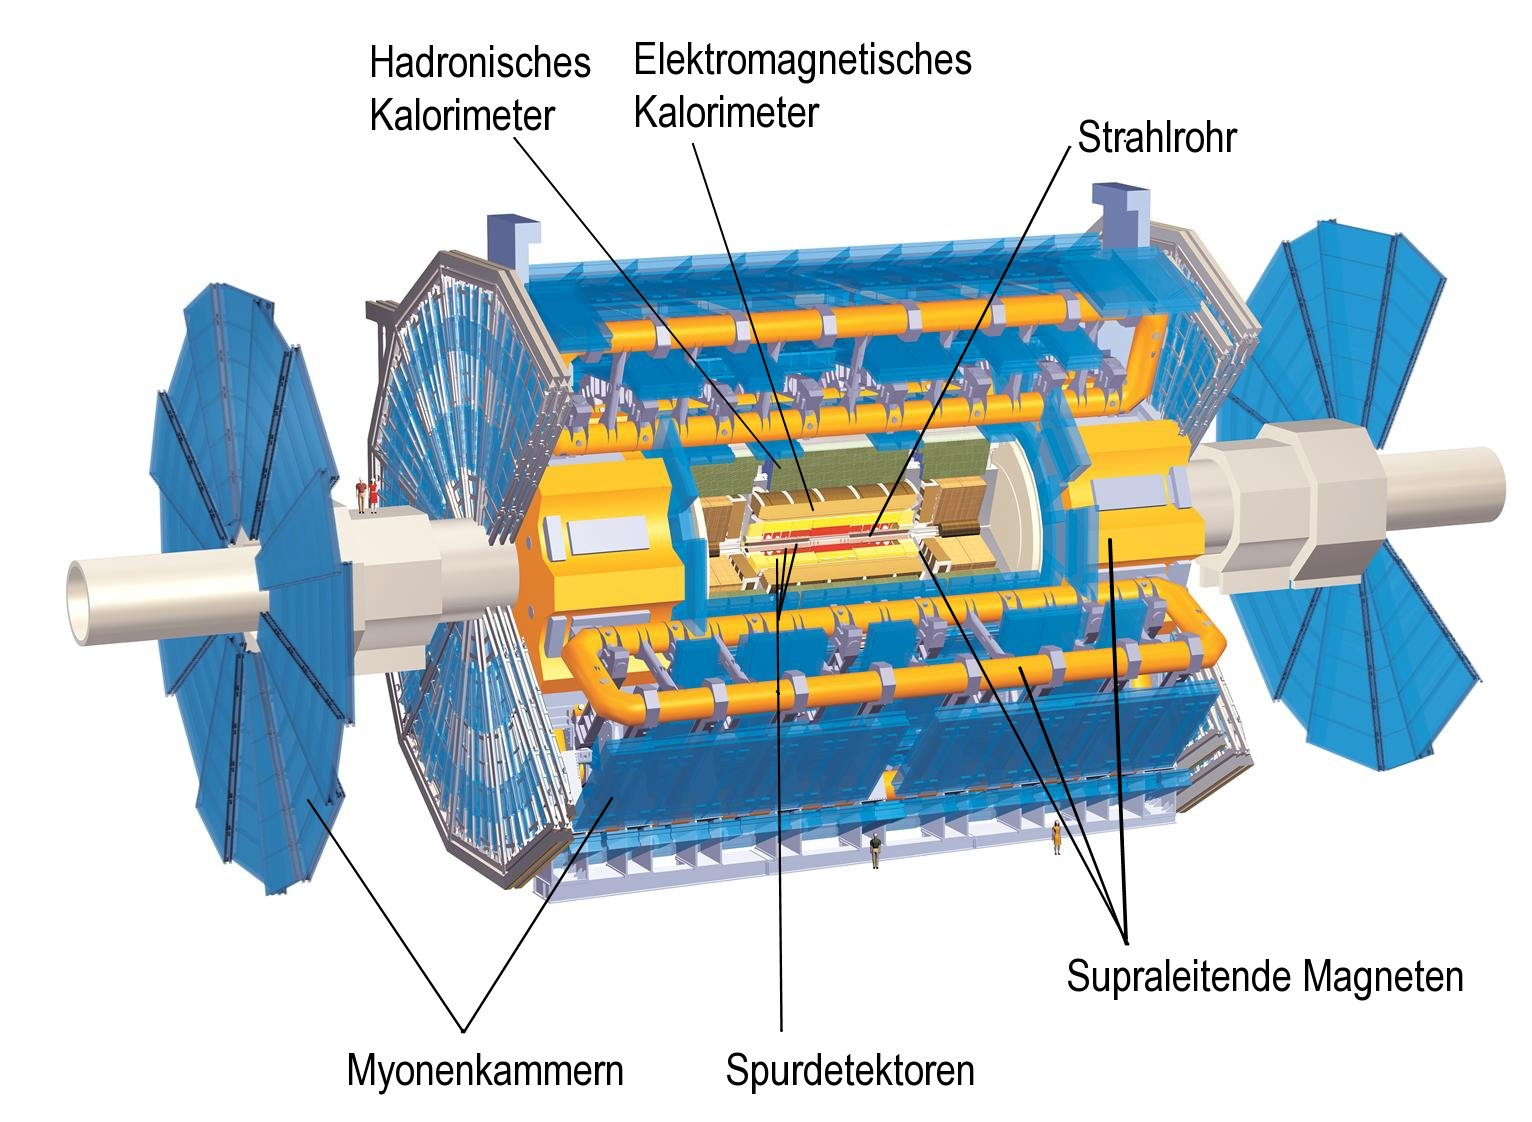 Hadronisches
Kalorimeter
Elektromagnetisches
Kalorimeter
Strahlrohr
Supraleitende Magneten
Myonenkammern
Spurdetektoren